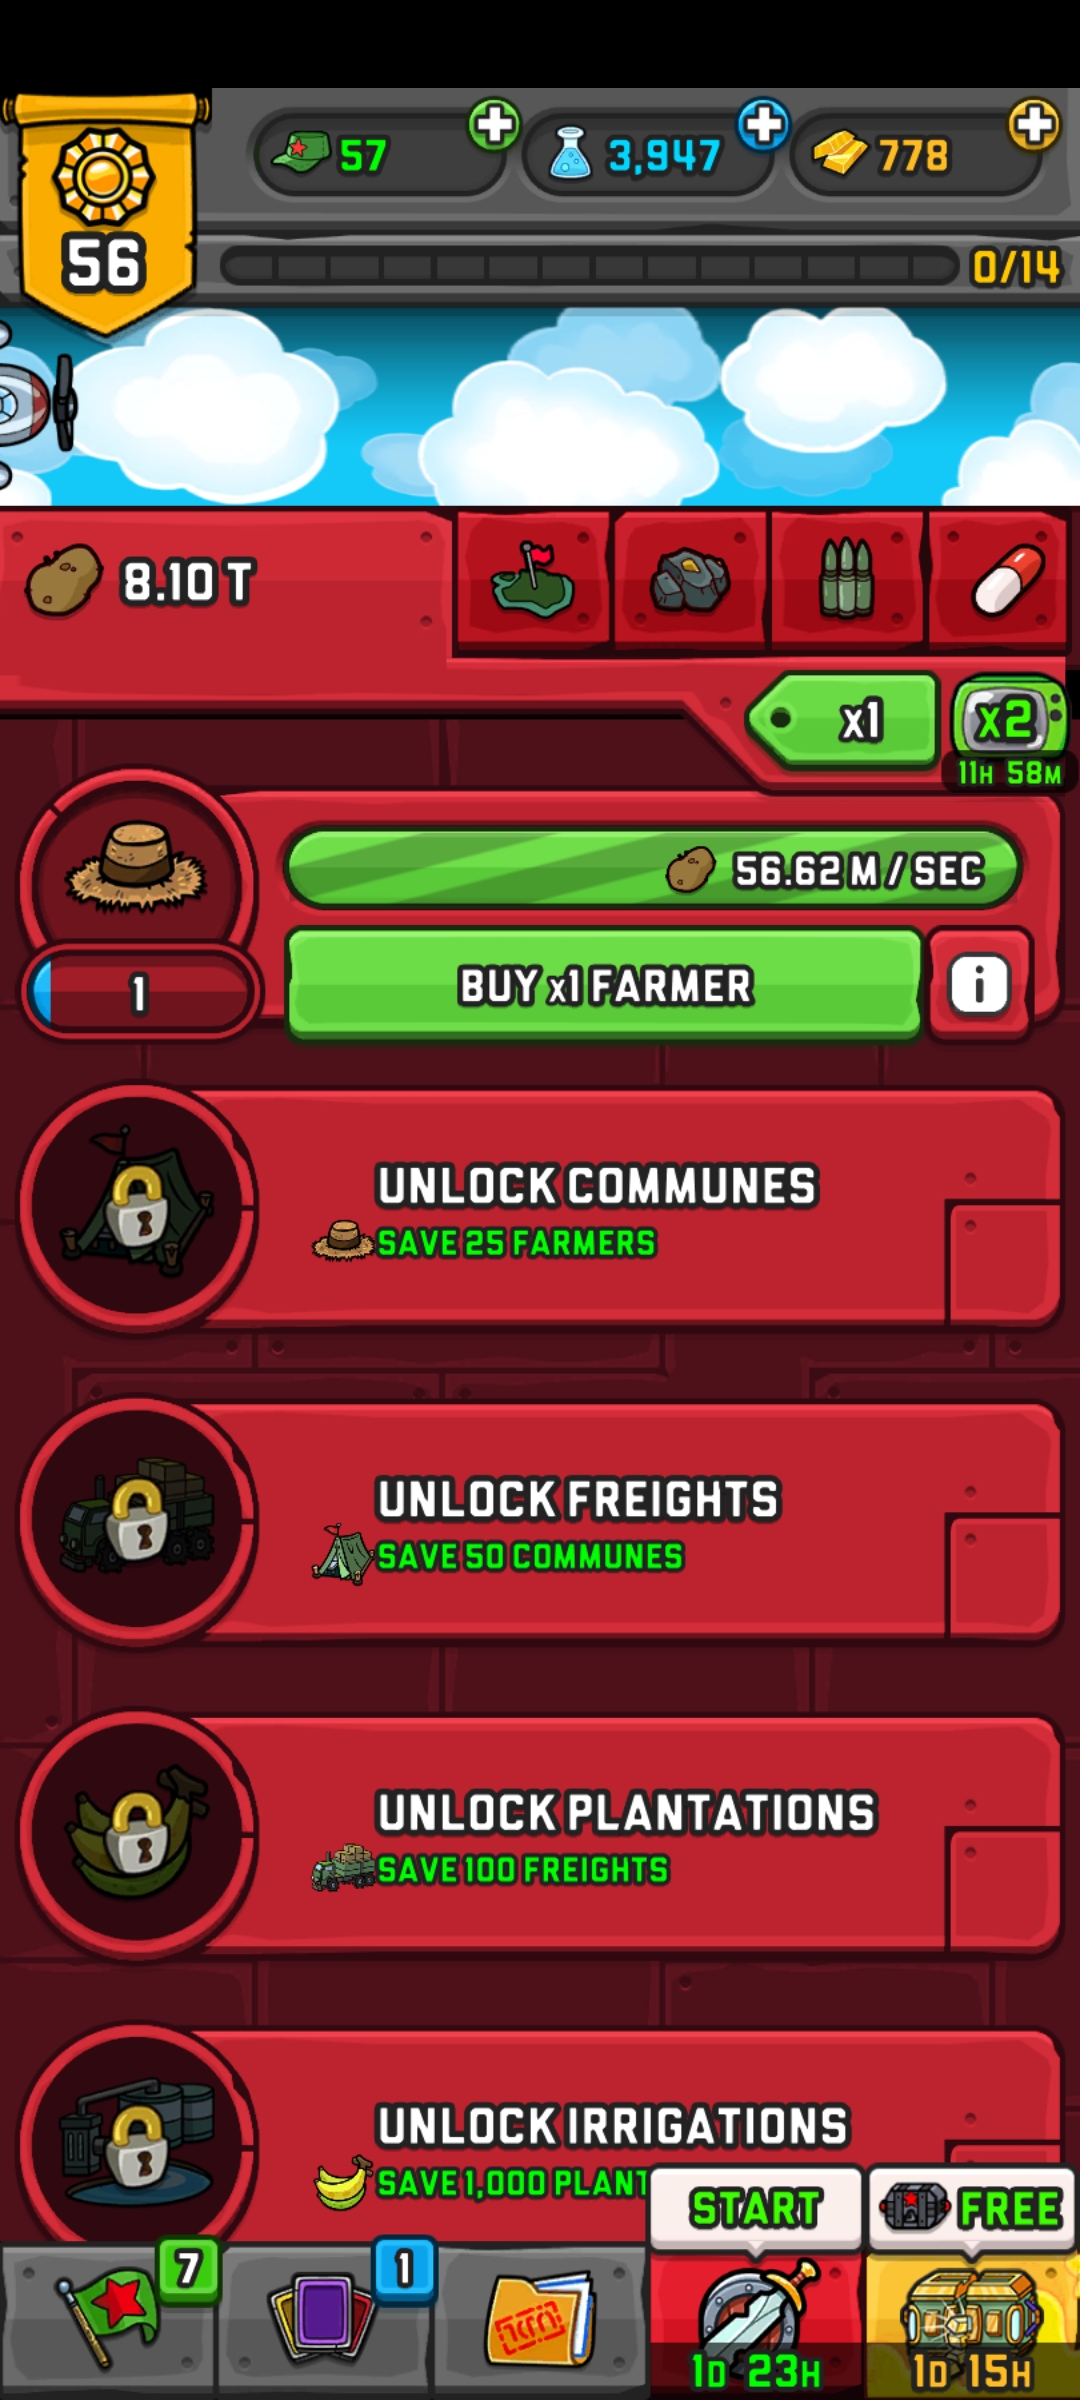 57
3,947
778
56
0/14
8.10 T
x1
x2
11H 58M
56.62 M / SEC
1
BUY x1 FARMER
i
UNLOCK COMMUNES
SAVE 25 FARMERS
UNLOCK FREIGHTS
SAVE 50 COMMUNES
UNLOCK PLANTATIONS
SAVE 100 FREIGHTS
UNLOCK IRRIGATIONS
SAVE 1,000 PLANT
START
FREE
7
1
1D 23H
1D 15H